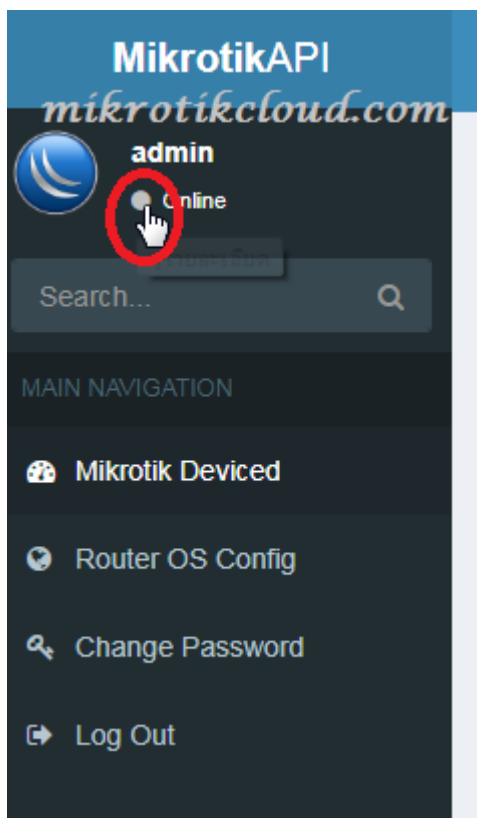 MikrotikAPI
mikrotikcloud.com
admin
Online
Search...
MAIN NAVIGATION
Mikrotik Deviced
Router OS Config
Change Password
Log Out